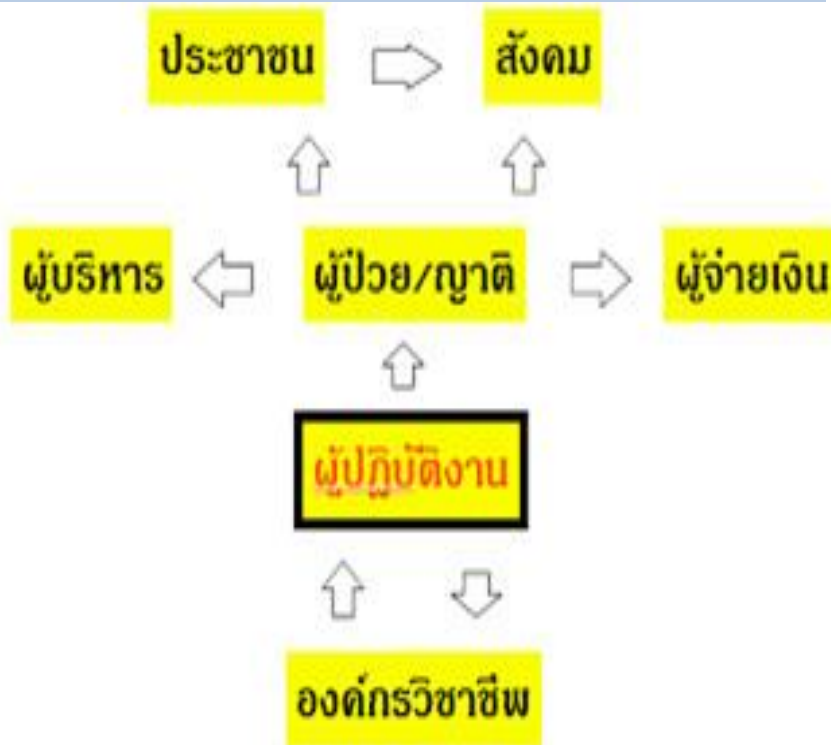 ประชาชน
สังคม
ผู้บริหาร
ผู้ป่วย/ญาติ
ผู้จ่ายเงิน
ผู้ปฏิบัติงาน
องค์กรวิชาชีพ